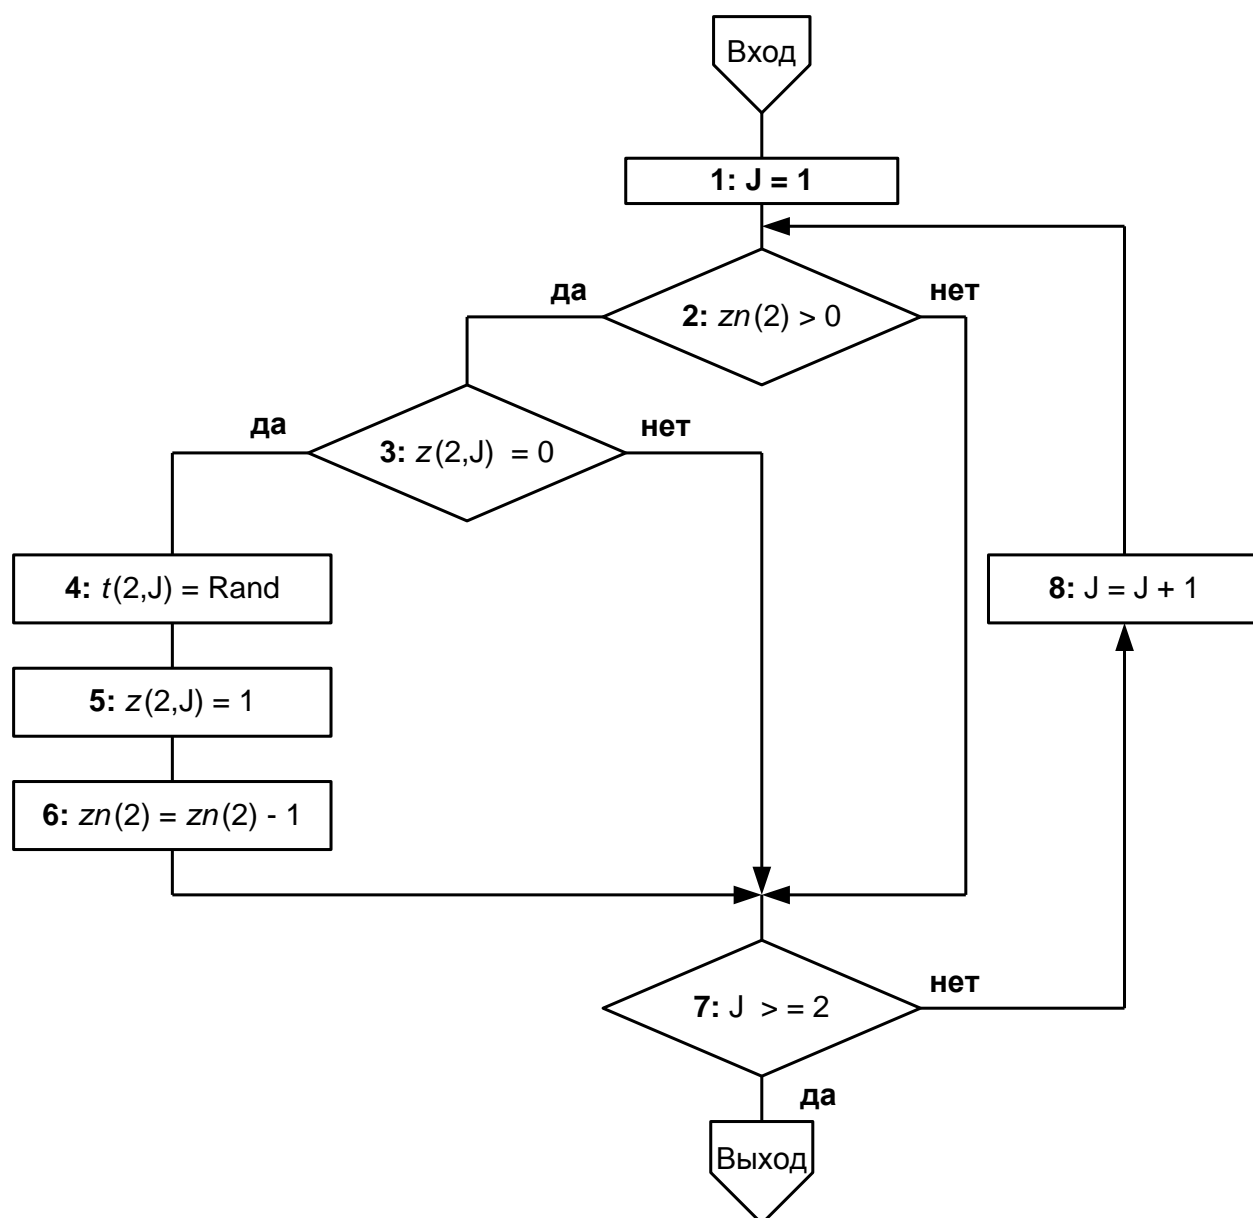 Вход
1: J = 1
да
нет
2: zn(2) > 0
да
нет
3: z(2,J) = 0
4: t(2,J) = Rand
8: J = J + 1
5: z(2,J) = 1
6: zn(2) = zn(2) - 1
нет
7: J > = 2
да
Выход